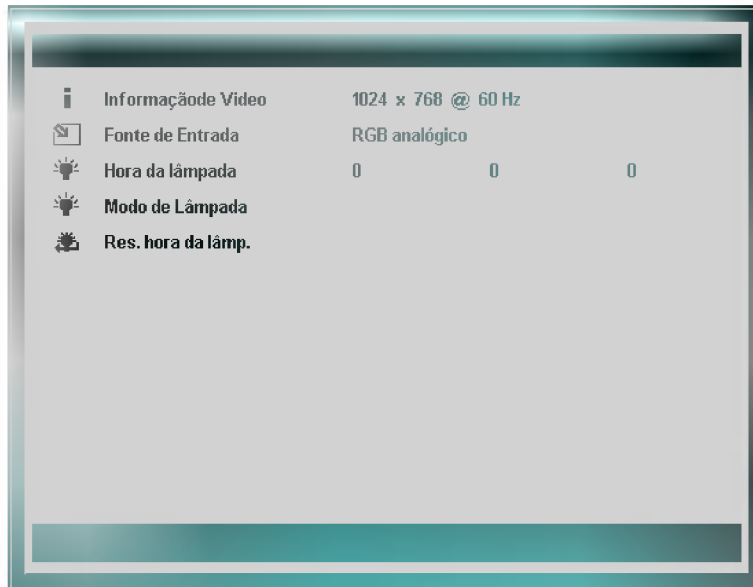 Informaçãode Video 1024 x 768 @ 60 Hz
Fonte de Entrada RGB analógico
Hora da lâmpada 0 0 0
Modo de Lâmpada
Res. hora da lâmp.